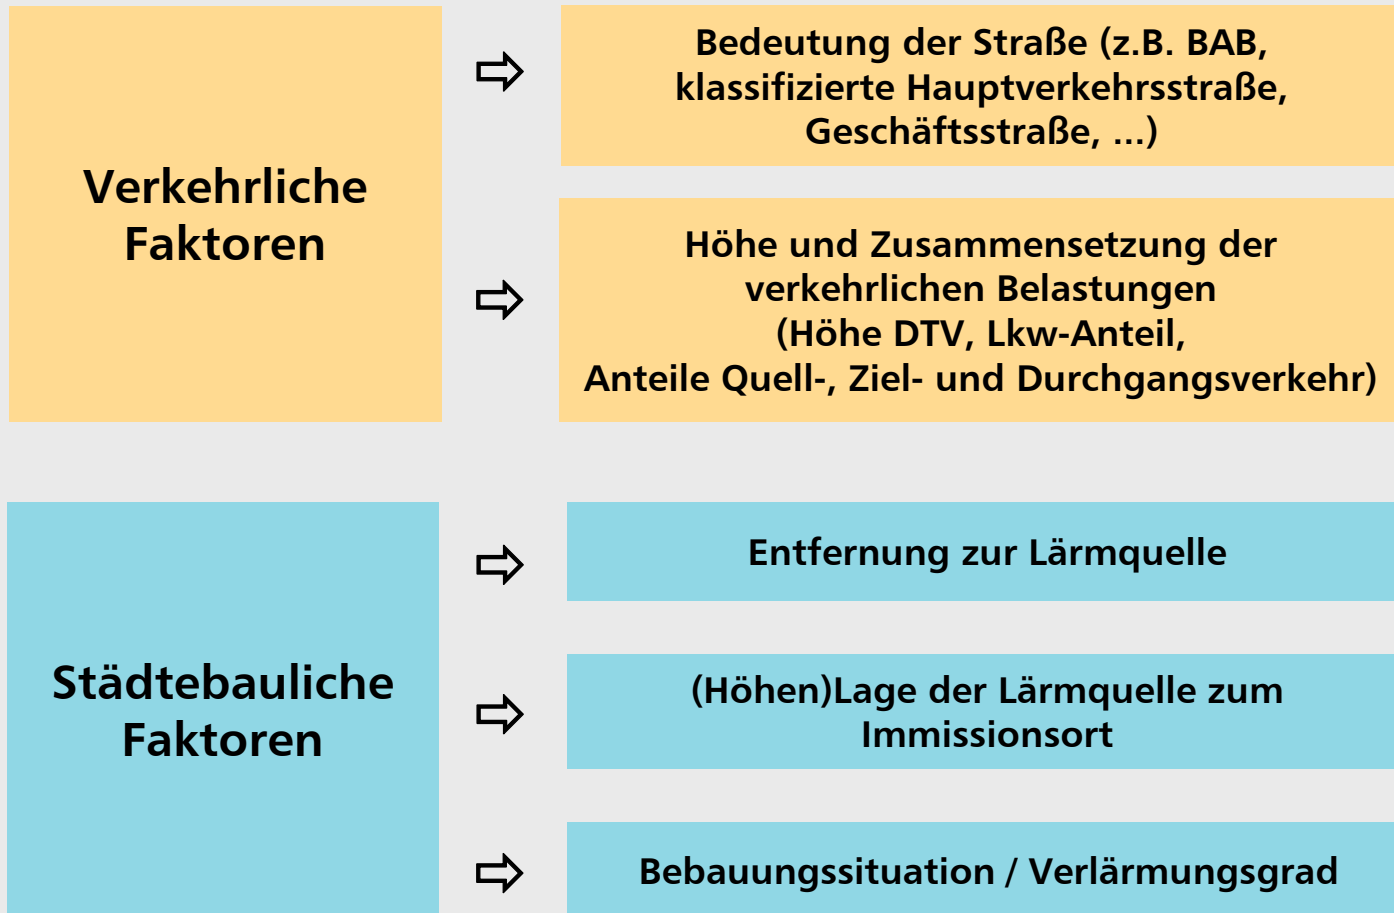 Verkehrliche
Faktoren
Bedeutung der Straße (z.B. BAB,
klassifizierte Hauptverkehrsstraße,
Geschäftsstraße, ...)
Höhe und Zusammensetzung der
verkehrlichen Belastungen
(Höhe DTV, Lkw-Anteil,
Anteile Quell-, Ziel- und Durchgangsverkehr)
Städtebauliche
Faktoren
Entfernung zur Lärmquelle
(Höhen)Lage der Lärmquelle zum
Immissionsort
Bebauungssituation / Verlärmungsgrad